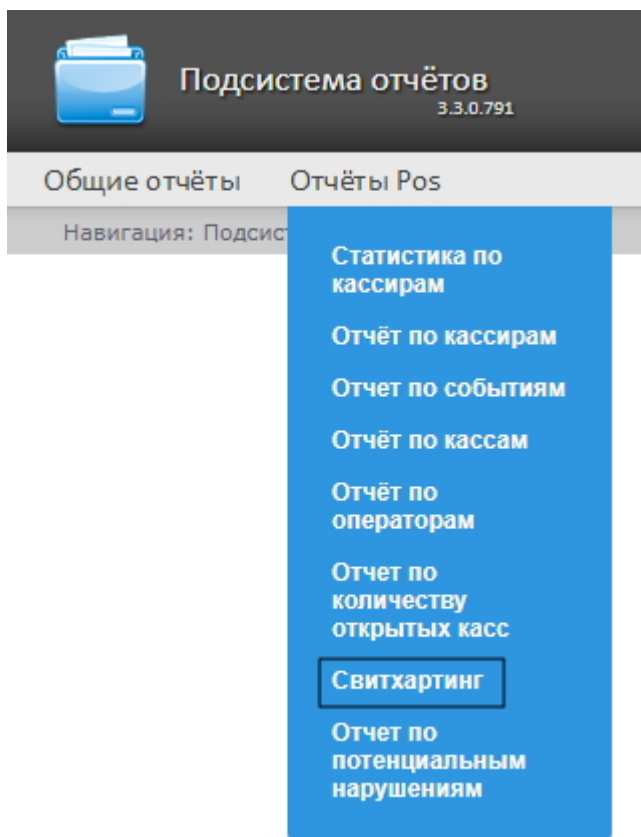 Подсистема отчётов
3.3.0.791
Общие отчёты
Отчёты Pos
Навигация: Подсис
Статистика по
кассирам
Отчёт по кассирам
Отчет по событиям
Отчёт по кассам
Отчёт по
операторам
Отчет по
количеству
открытых касс
Свитхартинг
Отчет по
потенциальным
нарушениям